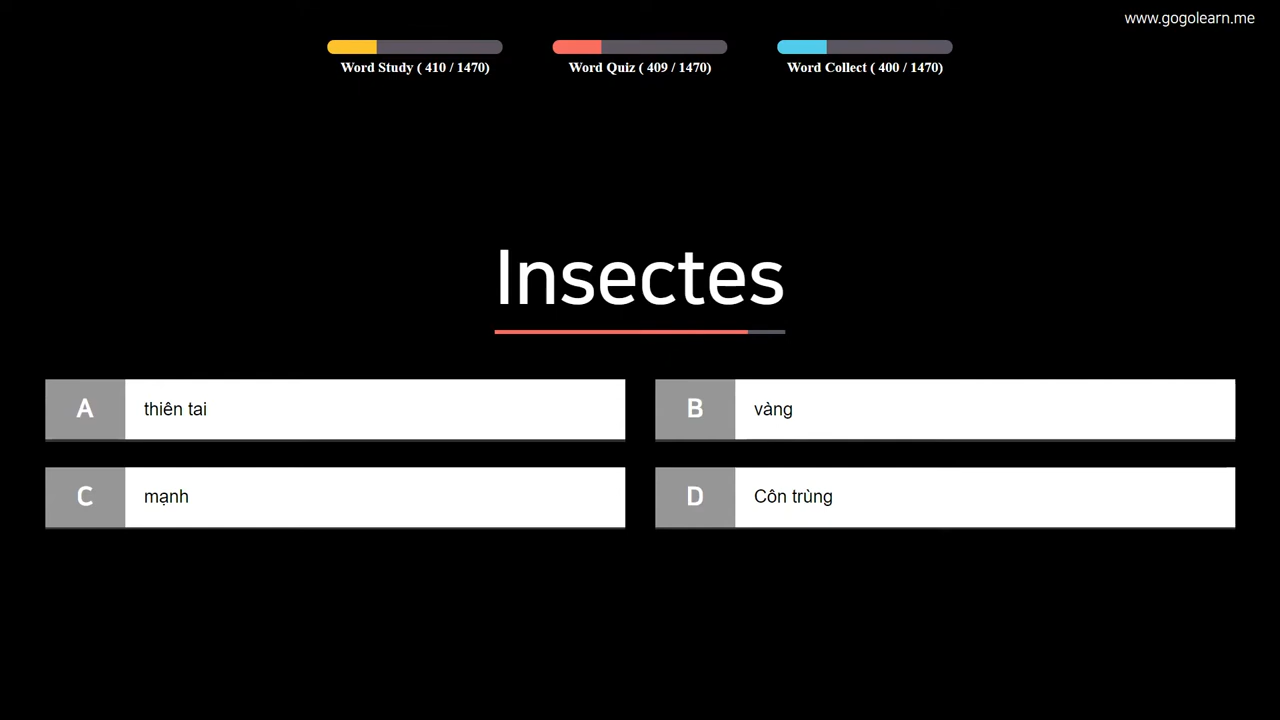 www.gogolearn.me
Word Study ( 410 / 1470)
Word Quiz ( 409 / 1470)
Word Collect ( 400 / 1470)
Insectes
A thiên tai
B vàng
C mạnh
D Côn trùng